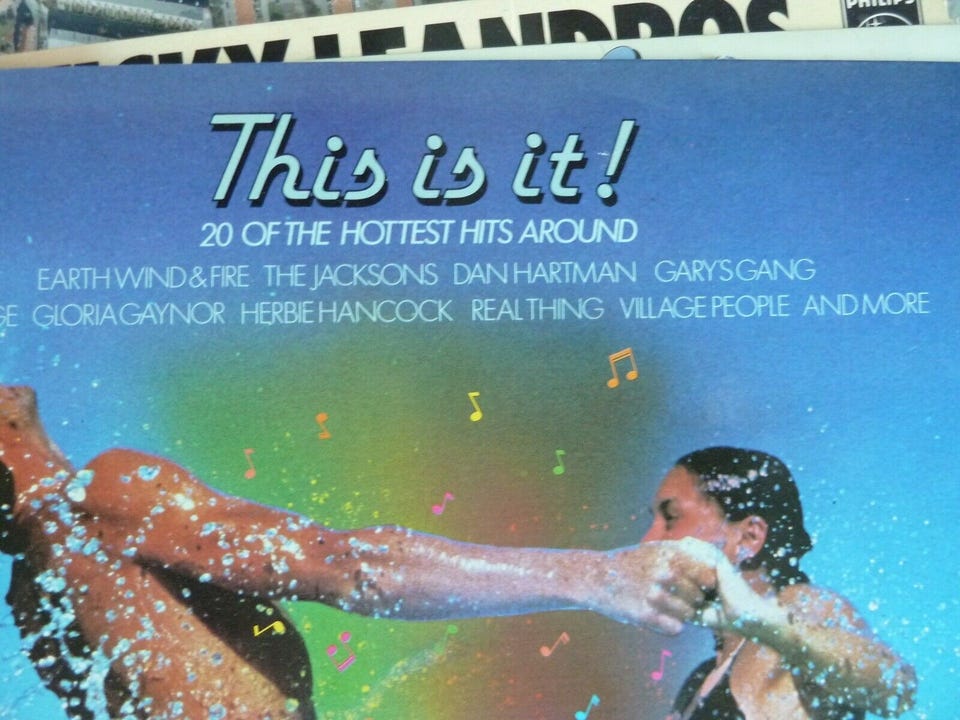 PHILIPS
LEANDROS
This is it!
20 OF THE HOTTEST HITS AROUND
EARTH WIND & FIRE THE JACKSONS DAN HARTMAN GARY'S GANG
GLORIA GAYNOR HERBIE HANCOCK REAL THING VILLAGE PEOPLE AND MORE